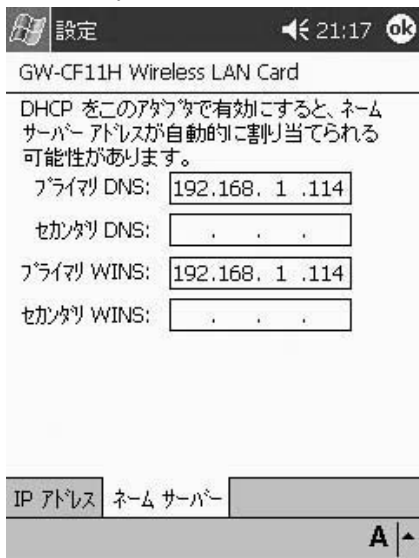 設定 21:17 ok
GW-CF11H Wireless LAN Card
DHCP をこのアダプタで有効にすると、ネーム
サーバー アドレスが自動的に割り当てられる
可能性があります。
プライマリ DNS: 192.168. 1 .114
セカンダリ DNS: . . .
プライマリ WINS: 192.168. 1 .114
セカンダリ WINS: . . .
IP アドレス ネーム サーバー
A